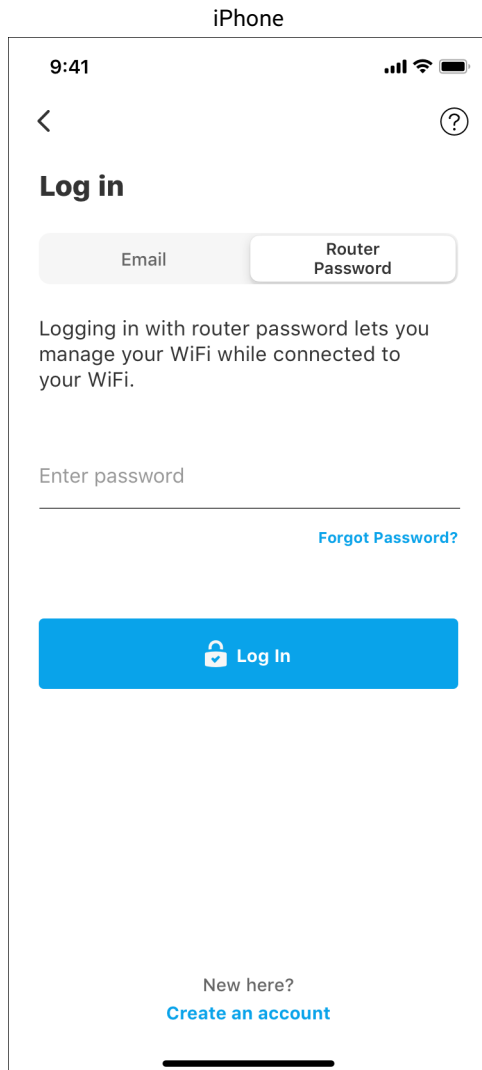 iPhone
9:41
Log in
Email
Router
Password
Logging in with router password lets you
manage your WiFi while connected to
your WiFi.
Enter password
Forgot Password?
Log In
New here?
Create an account